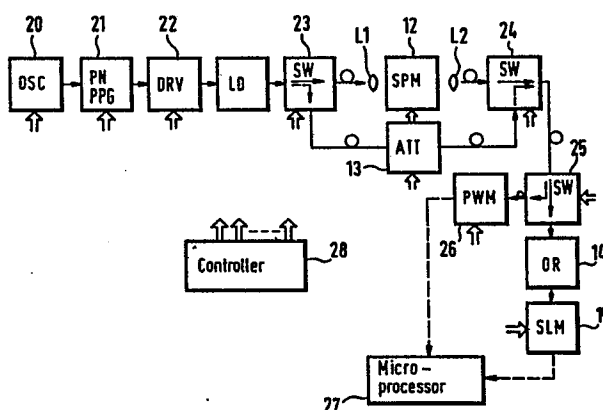 20 21 22 23 L1 12 L2 24
OSC PN DRV LD SW SPM SW
PPG
ATT
13
25
PWM SW
26
Controller 28
OR 16
SLM
Micro-
processor
27